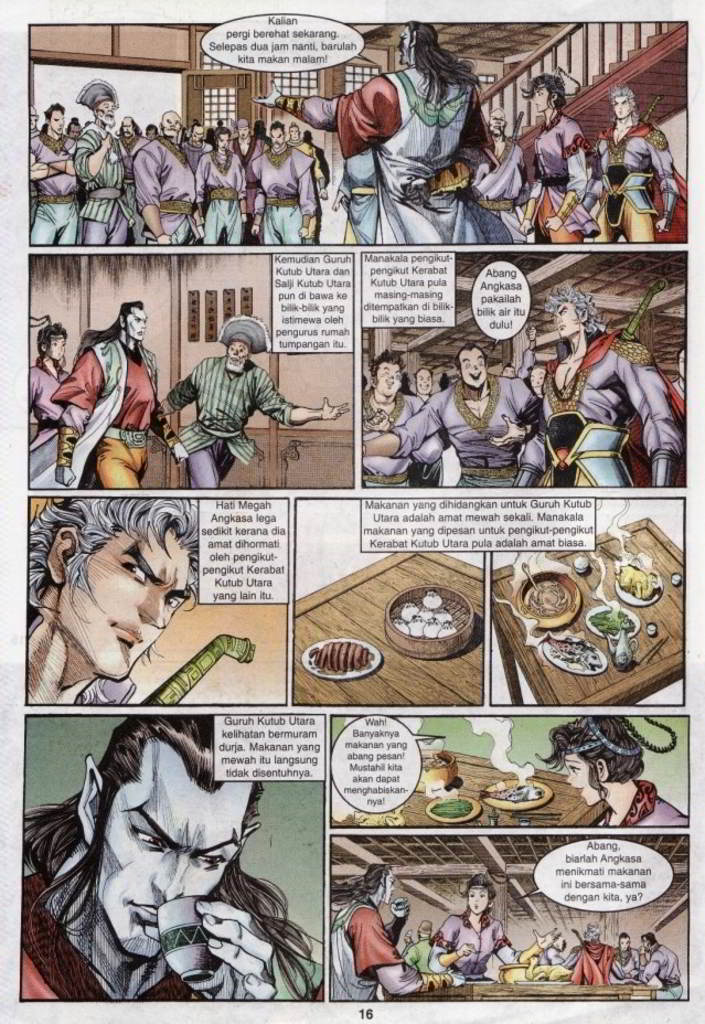 Kalian
pergi berehat sekarang.
Selepas dua jam nanti, barulah
kita makan malam!
Kemudian Guruh
Kutub Utara dan
Salji Kutub Utara
pun di bawa ke
bilik-bilik yang
istimewa oleh
pengurus rumah
tumpangan itu.
Manakala pengikut-
pengikut Kerabat
Kutub Utara pula
masing-masing
ditempatkan di bilik-
bilik yang biasa.
Abang
Angkasa
pakailah
bilik air itu
dulu!
Hati Megah
Angkasa lega
sedikit kerana dia
amat dihormati
oleh pengikut-
pengikut Kerabat
Kutub Utara
yang lain itu.
Makanan yang dihidangkan untuk Guruh Kutub
Utara adalah amat mewah sekali. Manakala
makanan yang dipesan untuk pengikut-pengikut
Kerabat Kutub Utara pula adalah amat biasa.
Guruh Kutub Utara
kelihatan bermuram
durja. Makanan yang
mewah itu langsung
tidak disentuhnya.
Wah!
Banyaknya
makanan yang
abang pesan!
Mustahil kita
akan dapat
menghabiskan-
nya!
Abang,
biarlah Angkasa
menikmati makanan
ini bersama-sama
dengan kita, ya?
16